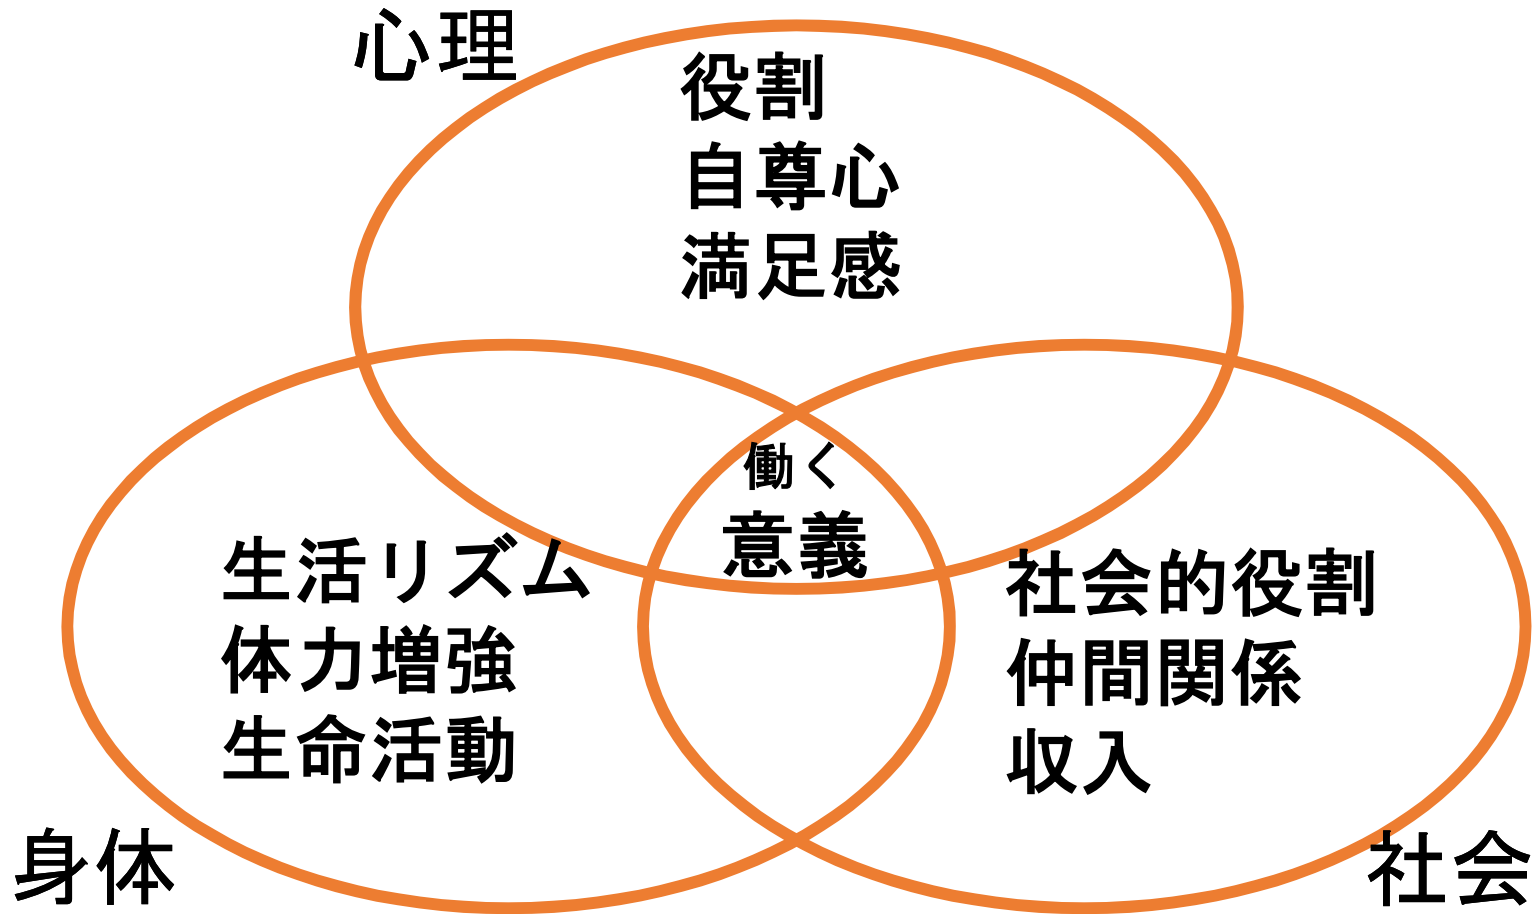 心理
役割
自尊心
満足感
働く
意義
生活リズム
体力増強
生命活動
社会的役割
仲間関係
収入
身体
社会